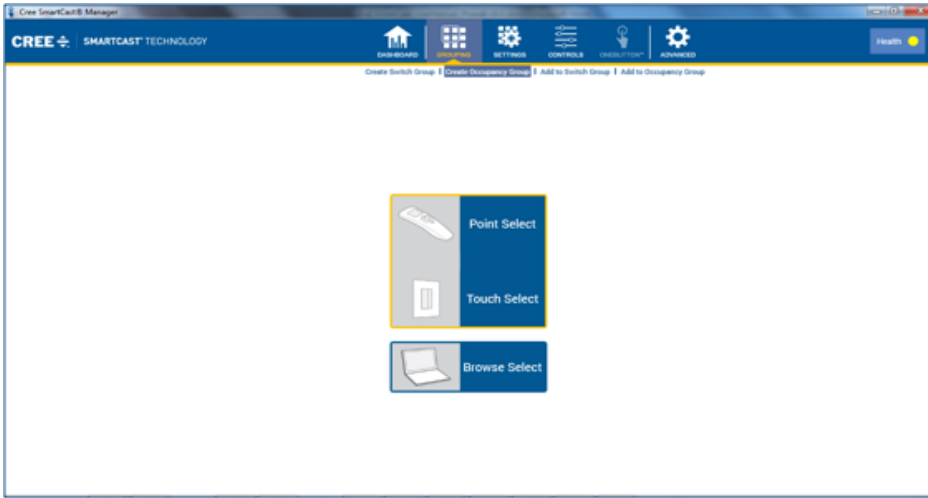 Cree SmartCast® Manager
CREE SMARTCAST® TECHNOLOGY
DASHBOARD GROUPING SETTINGS CONTROLS ONEBUTTON™ ADVANCED
Health
Create Switch Group | Create Occupancy Group | Add to Switch Group | Add to Occupancy Group
Point Select
Touch Select
Browse Select